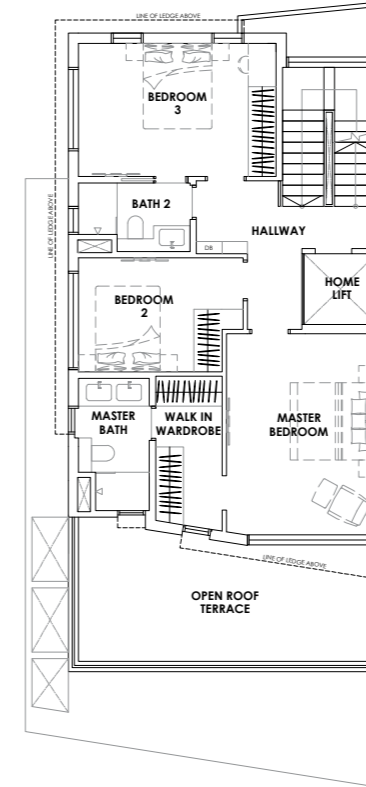 LINE OF LEDGE ABOVE
BEDROOM
3
BATH 2
LINE OF LEDGE ABOVE
HALLWAY
DB
HOME
LIFT
BEDROOM
2
MASTER
BATH
WALK IN
WARDROBE
MASTER
BEDROOM
LINE OF LEDGE ABOVE
OPEN ROOF
TERRACE